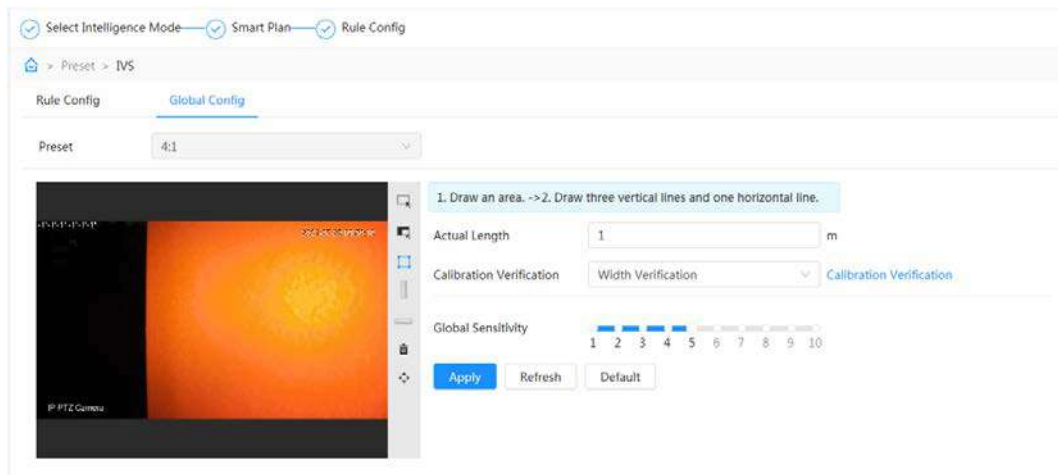 Select Intelligence Mode Smart Plan Rule Config
> Preset > IVS
Rule Config Global Config
Preset 4:1
1. Draw an area. ->2. Draw three vertical lines and one horizontal line.
Actual Length 1 m
Calibration Verification Width Verification Calibration Verification
Global Sensitivity
1 2 3 4 5 6 7 8 9 10
Apply Refresh Default
IP PTZ Camera